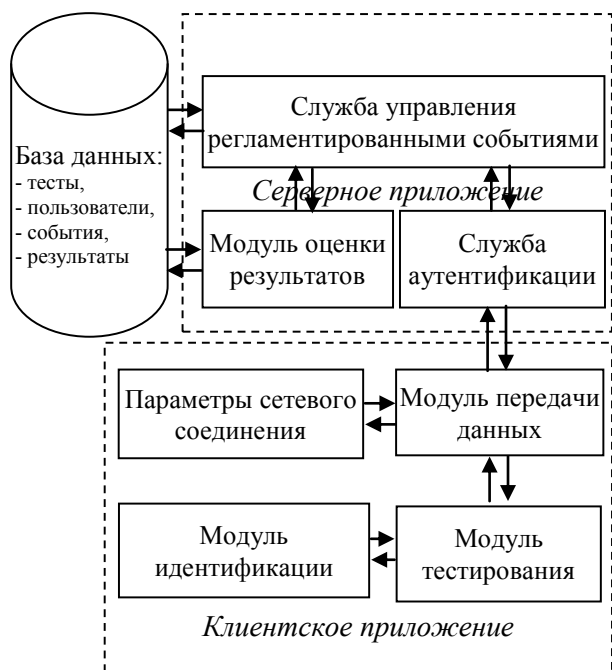 База данных:
- тесты,
- пользователи,
- события,
- результаты
Служба управления
регламентированными событиями
Серверное приложение
Модуль оценки
результатов
Служба
аутентификации
Параметры сетевого
соединения
Модуль передачи
данных
Модуль
идентификации
Модуль
тестирования
Клиентское приложение